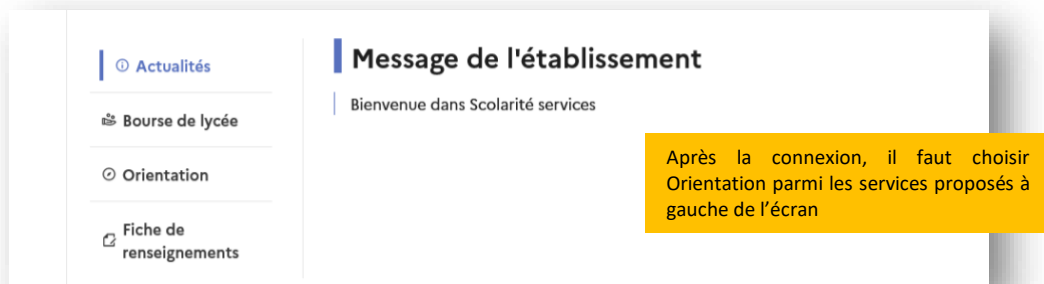 Actualités
Bourse de lycée
Orientation
Fiche de
renseignements
Message de l'établissement
Bienvenue dans Scolarité services
Après la connexion, il faut choisir
Orientation parmi les services proposés à
gauche de l’écran